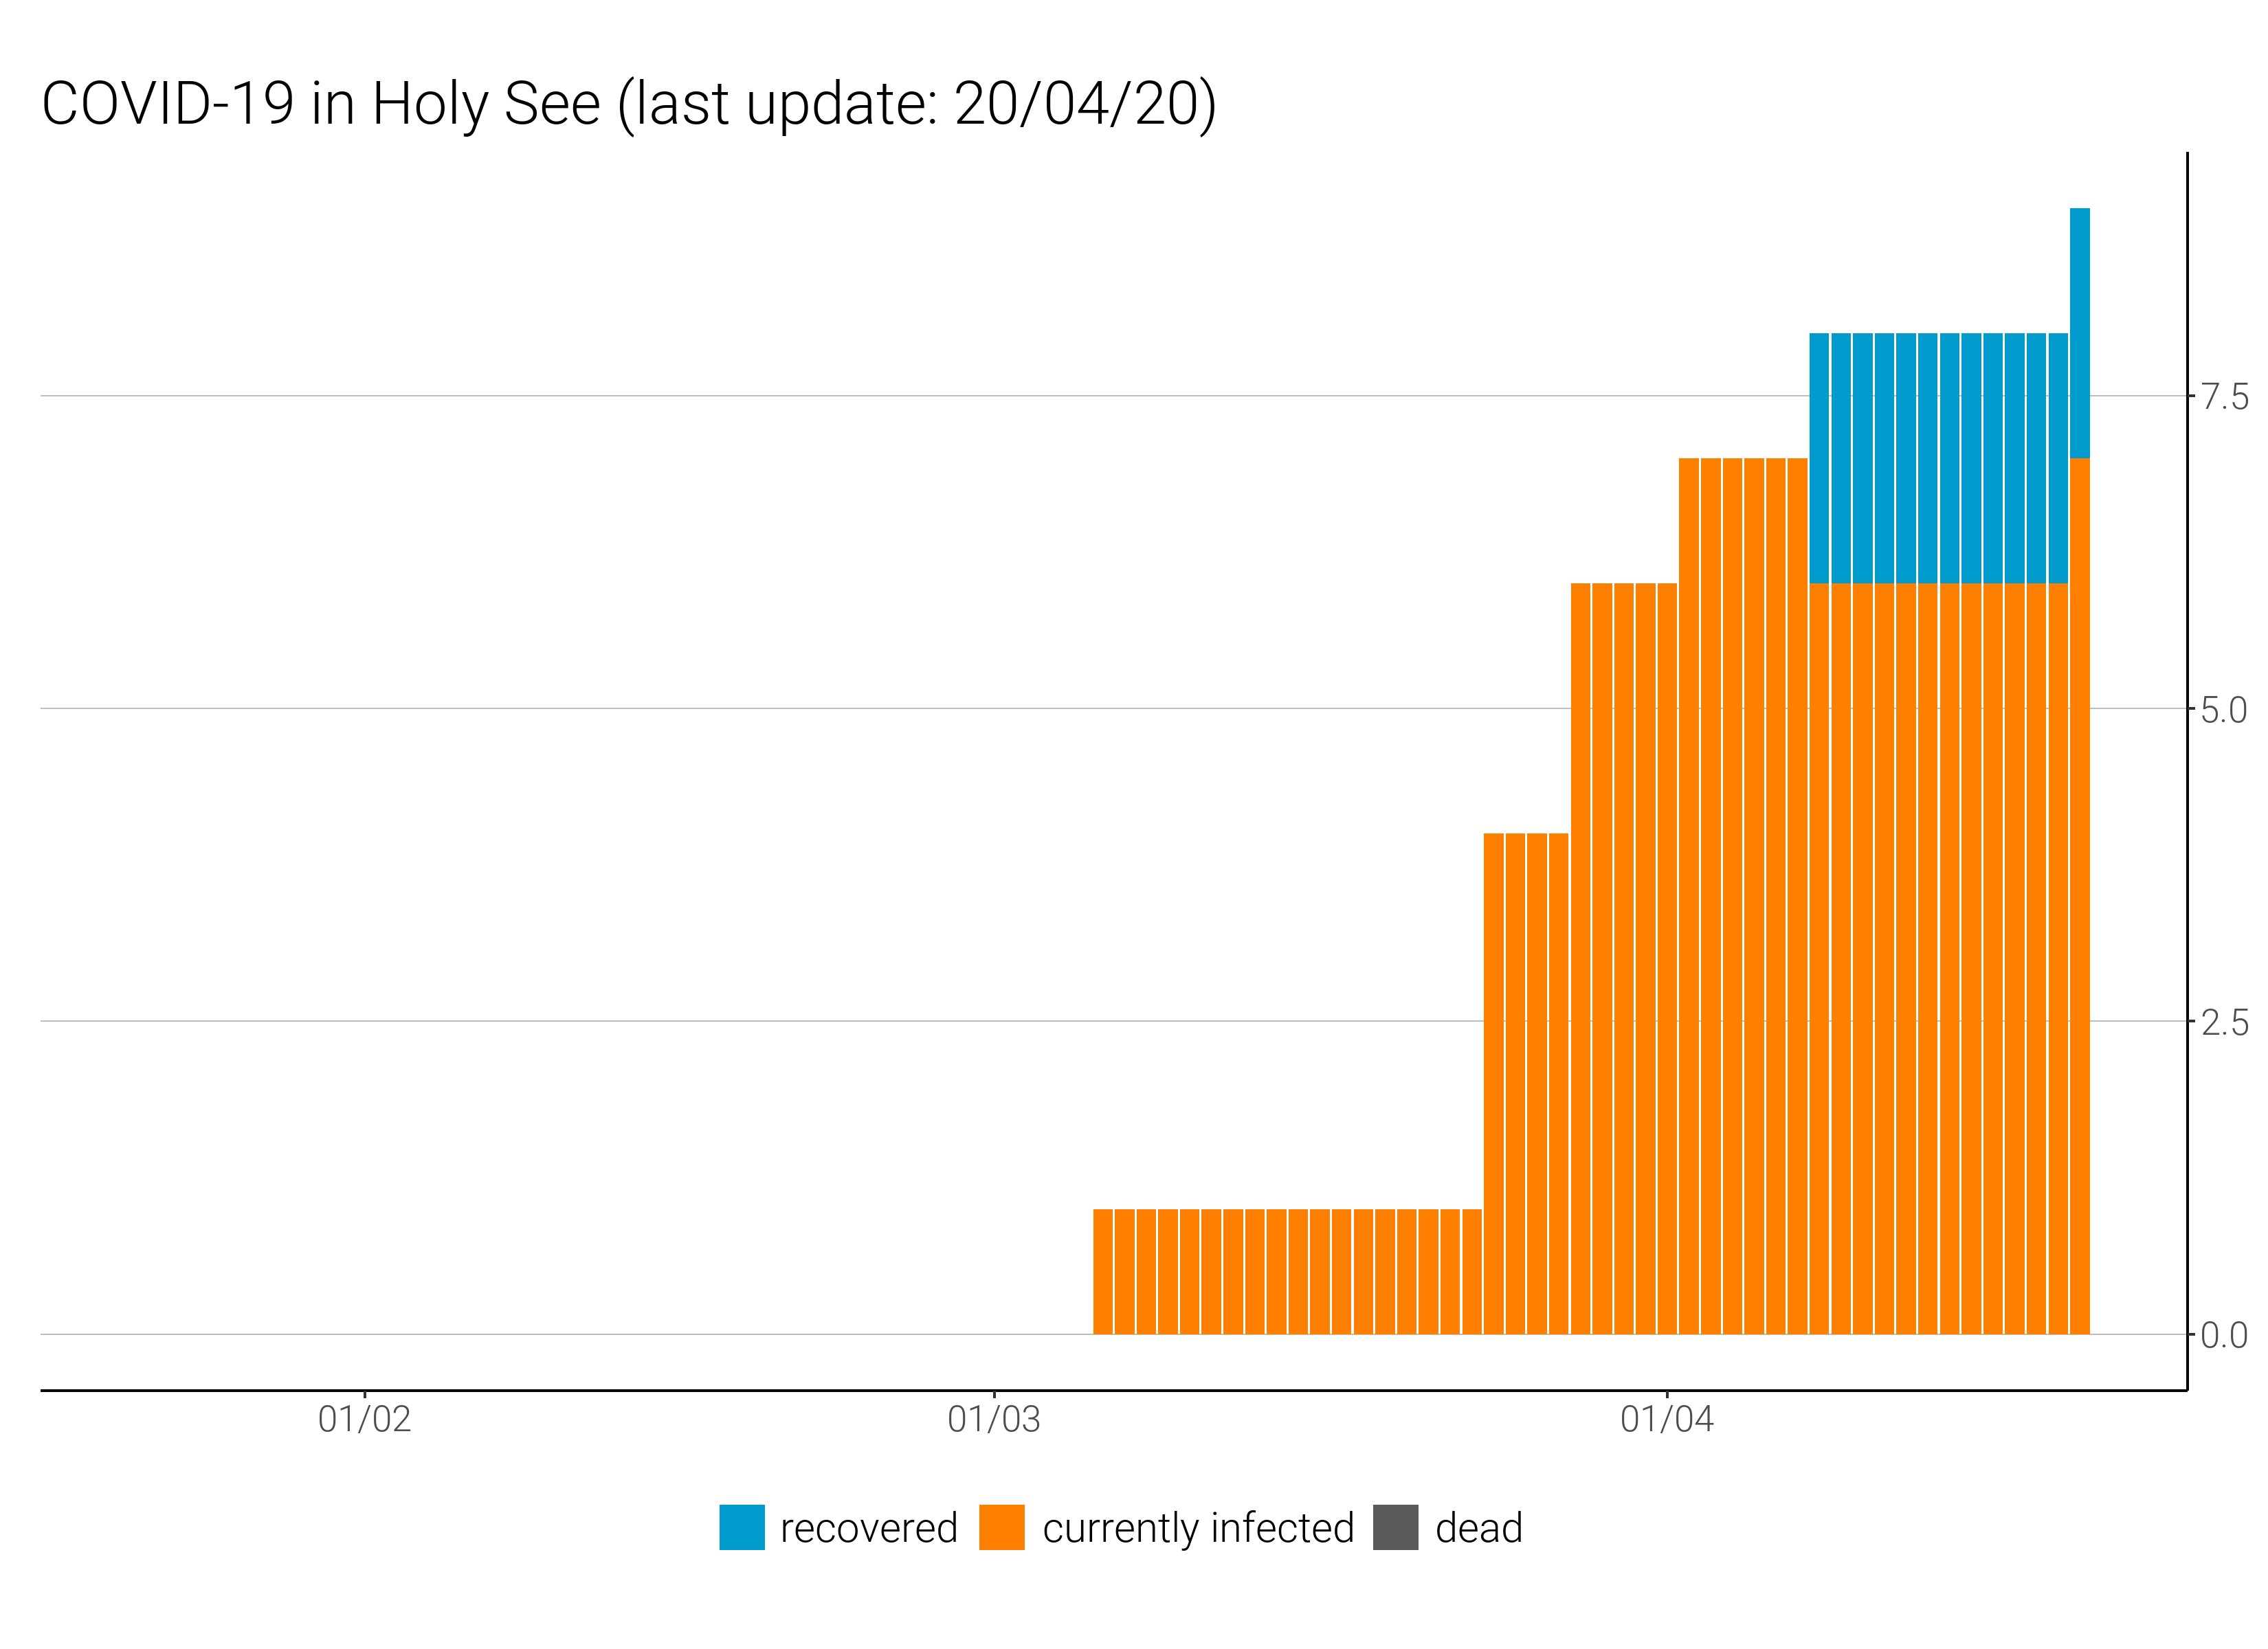 COVID-19 in Holy See (last update: 20/04/20)
7.5
5.0
2.5
0.0
01/02 01/03 01/04
recovered currently infected dead